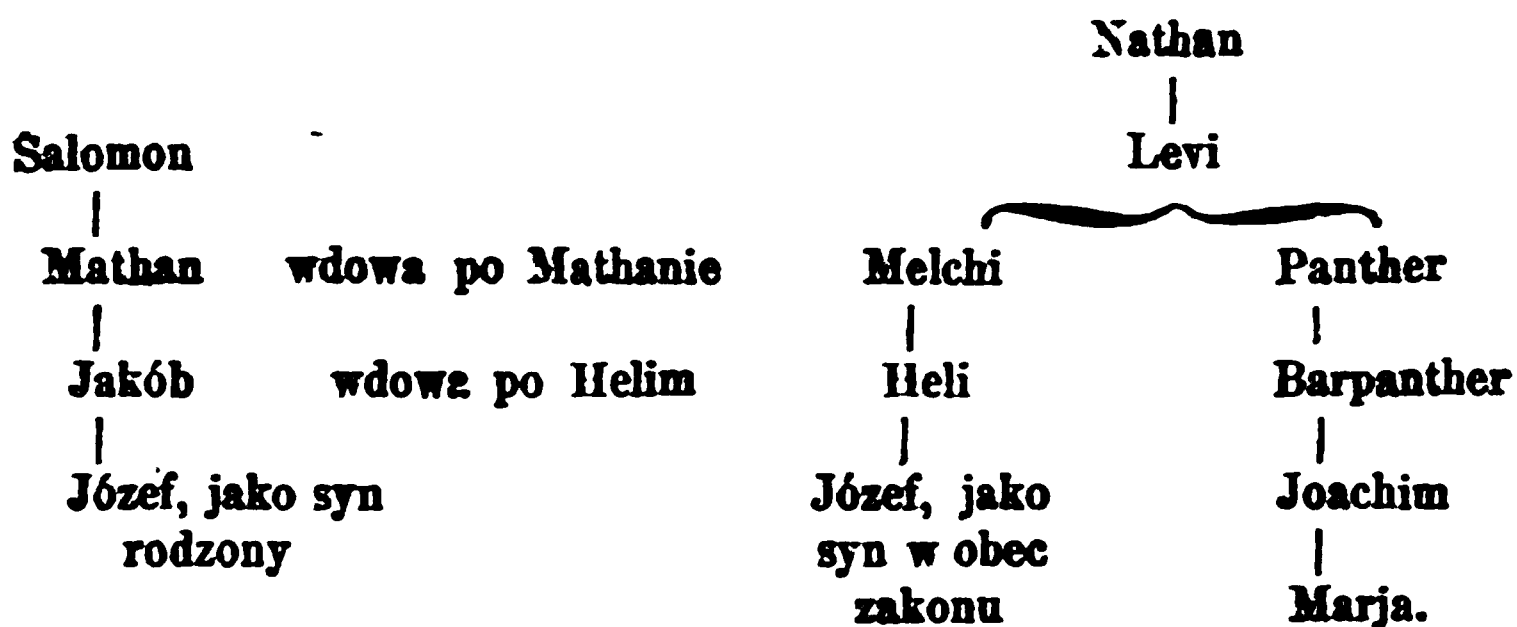 Nathan
Levi
Salomon
Mathan wdowa po Mathanie Melchi Panther
Jakób wdowa po Helim Heli Barpanther
Józef, jako syn Józef, jako Joachim
rodzony syn w obec
zakonu Marja.